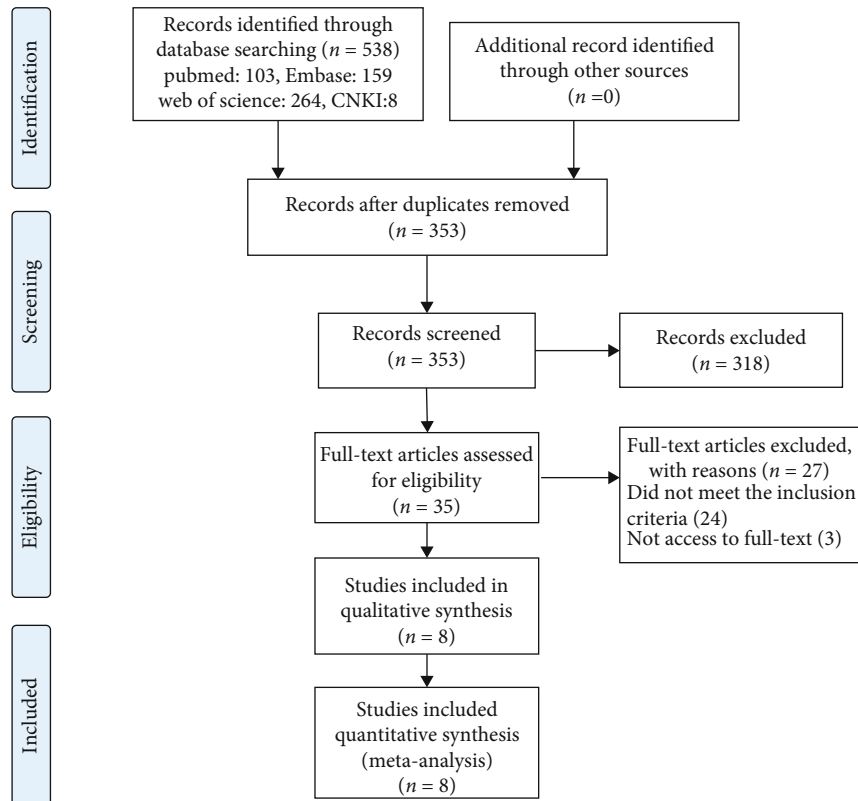 Identification
Records identified through
database searching (n = 538)
pubmed: 103, Embase: 159
web of science: 264, CNKI:8
Additional record identified
through other sources
(n =0)
Records after duplicates removed
(n = 353)
Screening
Records screened
(n = 353)
Records excluded
(n = 318)
Eligibility
Full-text articles assessed
for eligibility
(n = 35)
Full-text articles excluded,
with reasons (n = 27)
Did not meet the inclusion
criteria (24)
Not access to full-text (3)
Studies included in
qualitative synthesis
(n = 8)
Included
Studies included
quantitative synthesis
(meta-analysis)
(n = 8)